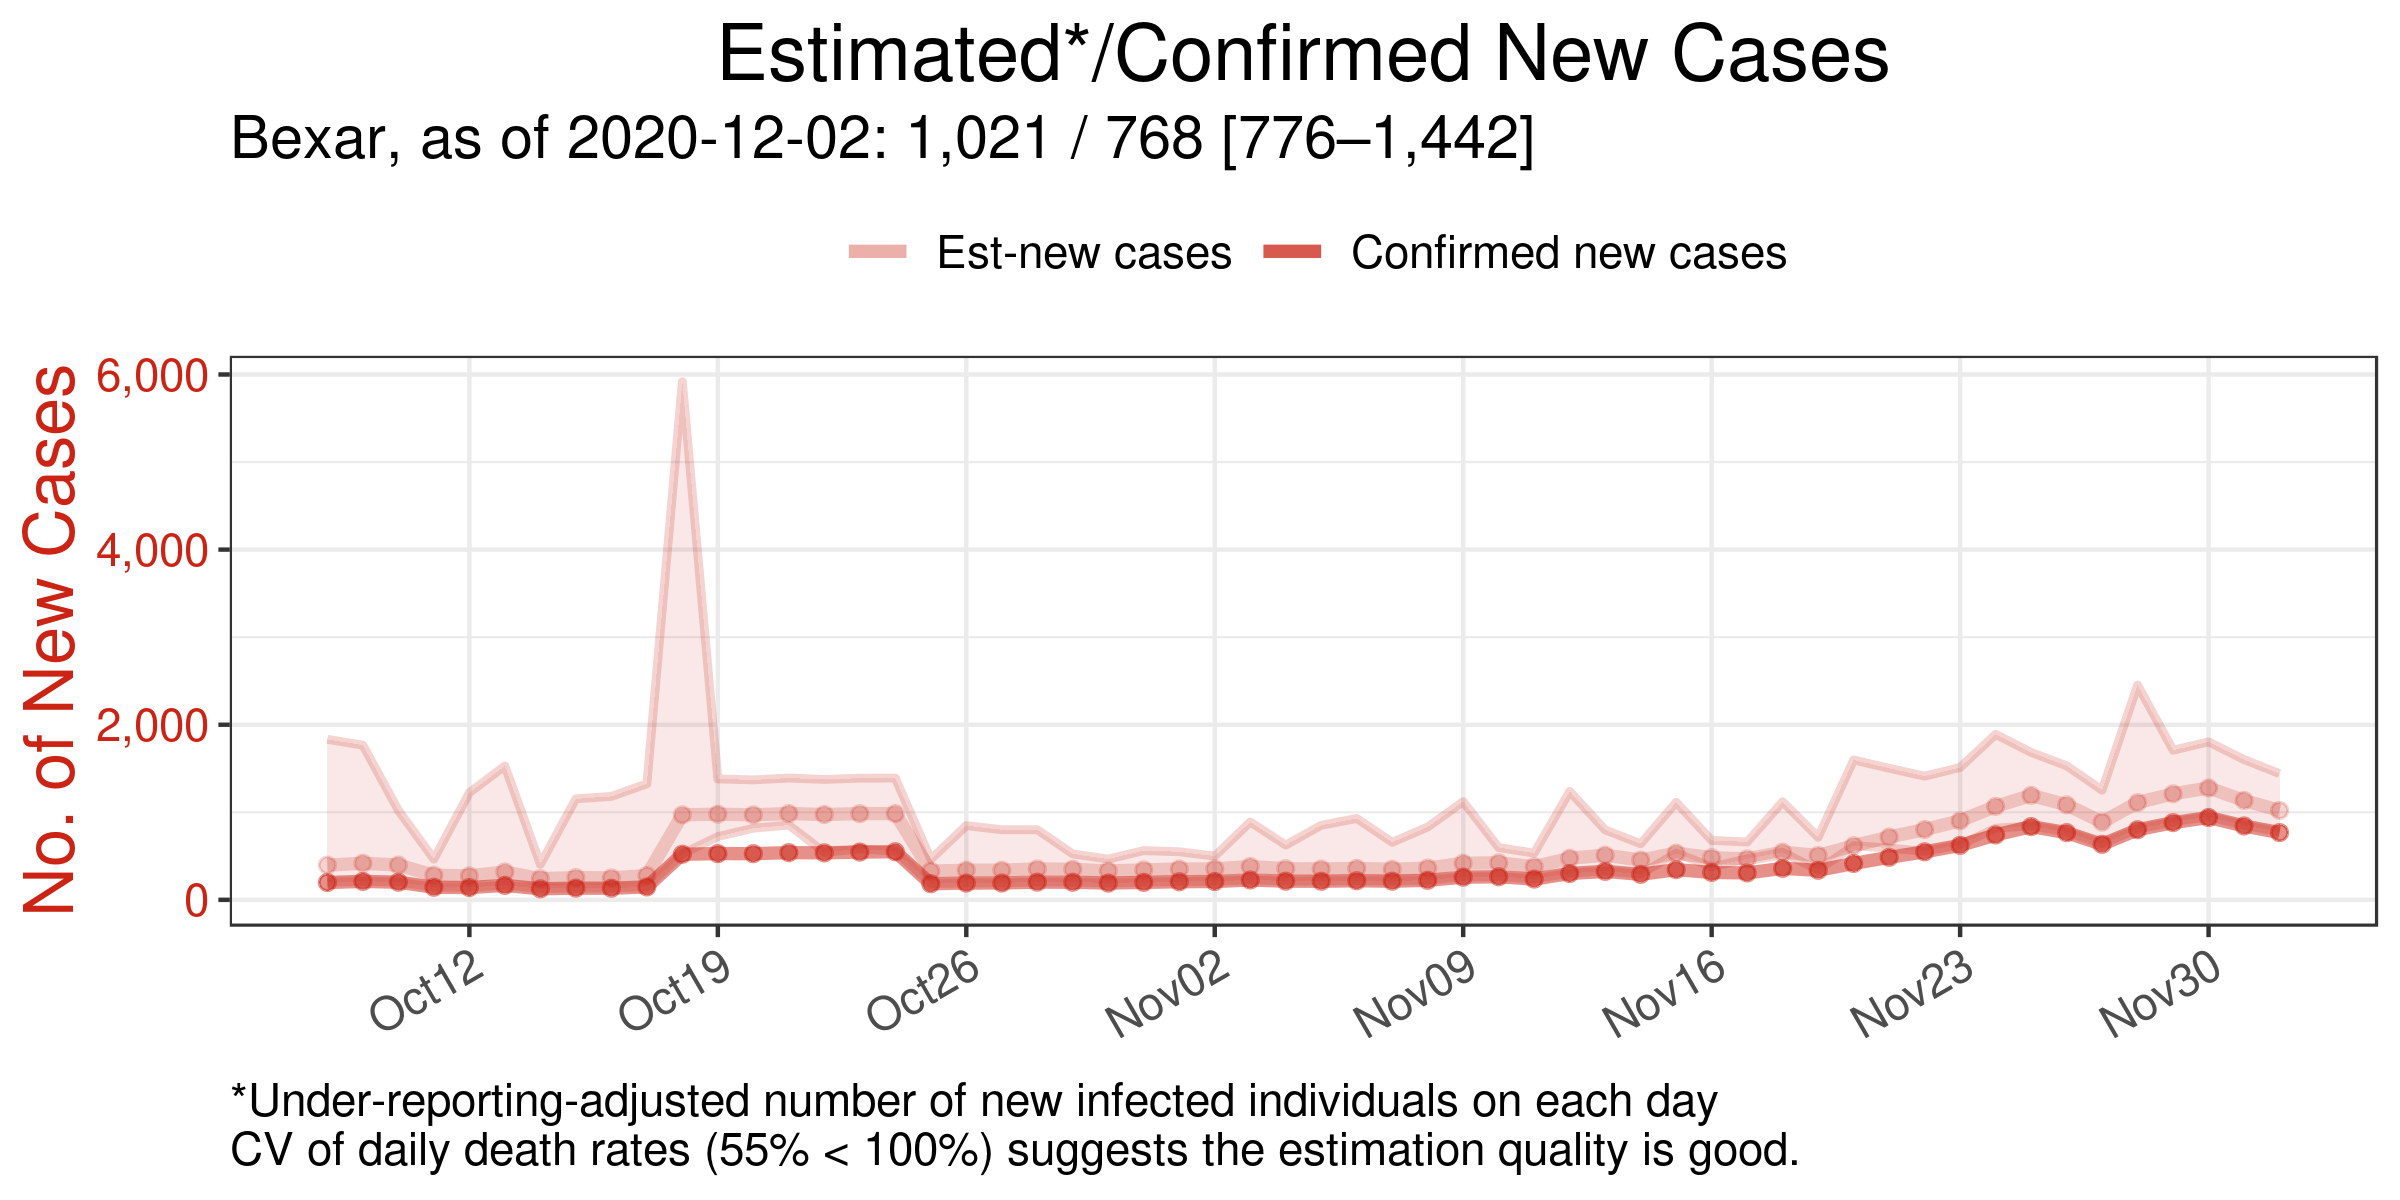 Estimated*/Confirmed New Cases
Bexar, as of 2020-12-02: 1,021 / 768 [776–1,442]
Est-new cases Confirmed new cases
No. of New Cases
6,000
4,000
2,000
0
Oct12 Oct19 Oct26 Nov02 Nov09 Nov16 Nov23 Nov30
*Under-reporting-adjusted number of new infected individuals on each day
CV of daily death rates (55% < 100%) suggests the estimation quality is good.